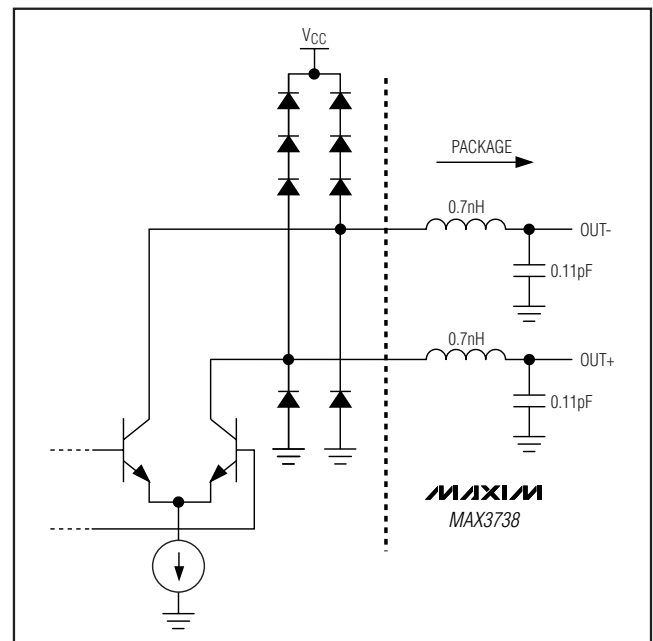 VCC
PACKAGE
0.7nH
OUT-
0.11pF
0.7nH
OUT+
0.11pF
MAXIM
MAX3738